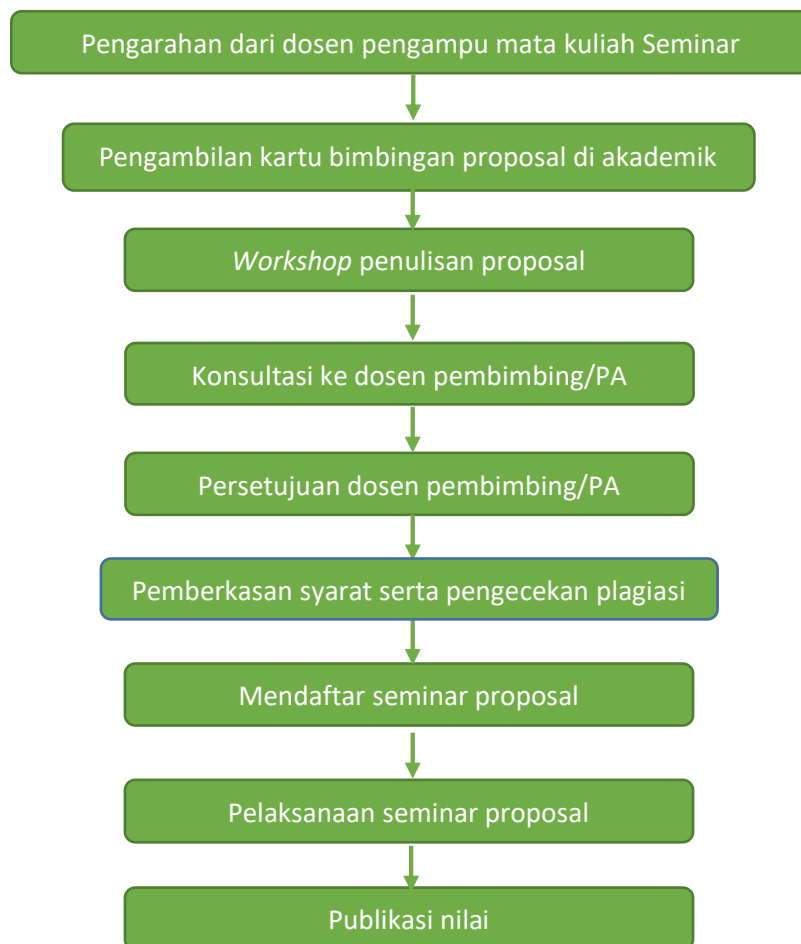 Pengarahan dari dosen pengampu mata kuliah Seminar
Pengambilan kartu bimbingan proposal di akademik
Workshop penulisan proposal
Konsultasi ke dosen pembimbing/PA
Persetujuan dosen pembimbing/PA
Pemberkasan syarat serta pengecekan plagiasi
Mendaftar seminar proposal
Pelaksanaan seminar proposal
Publikasi nilai